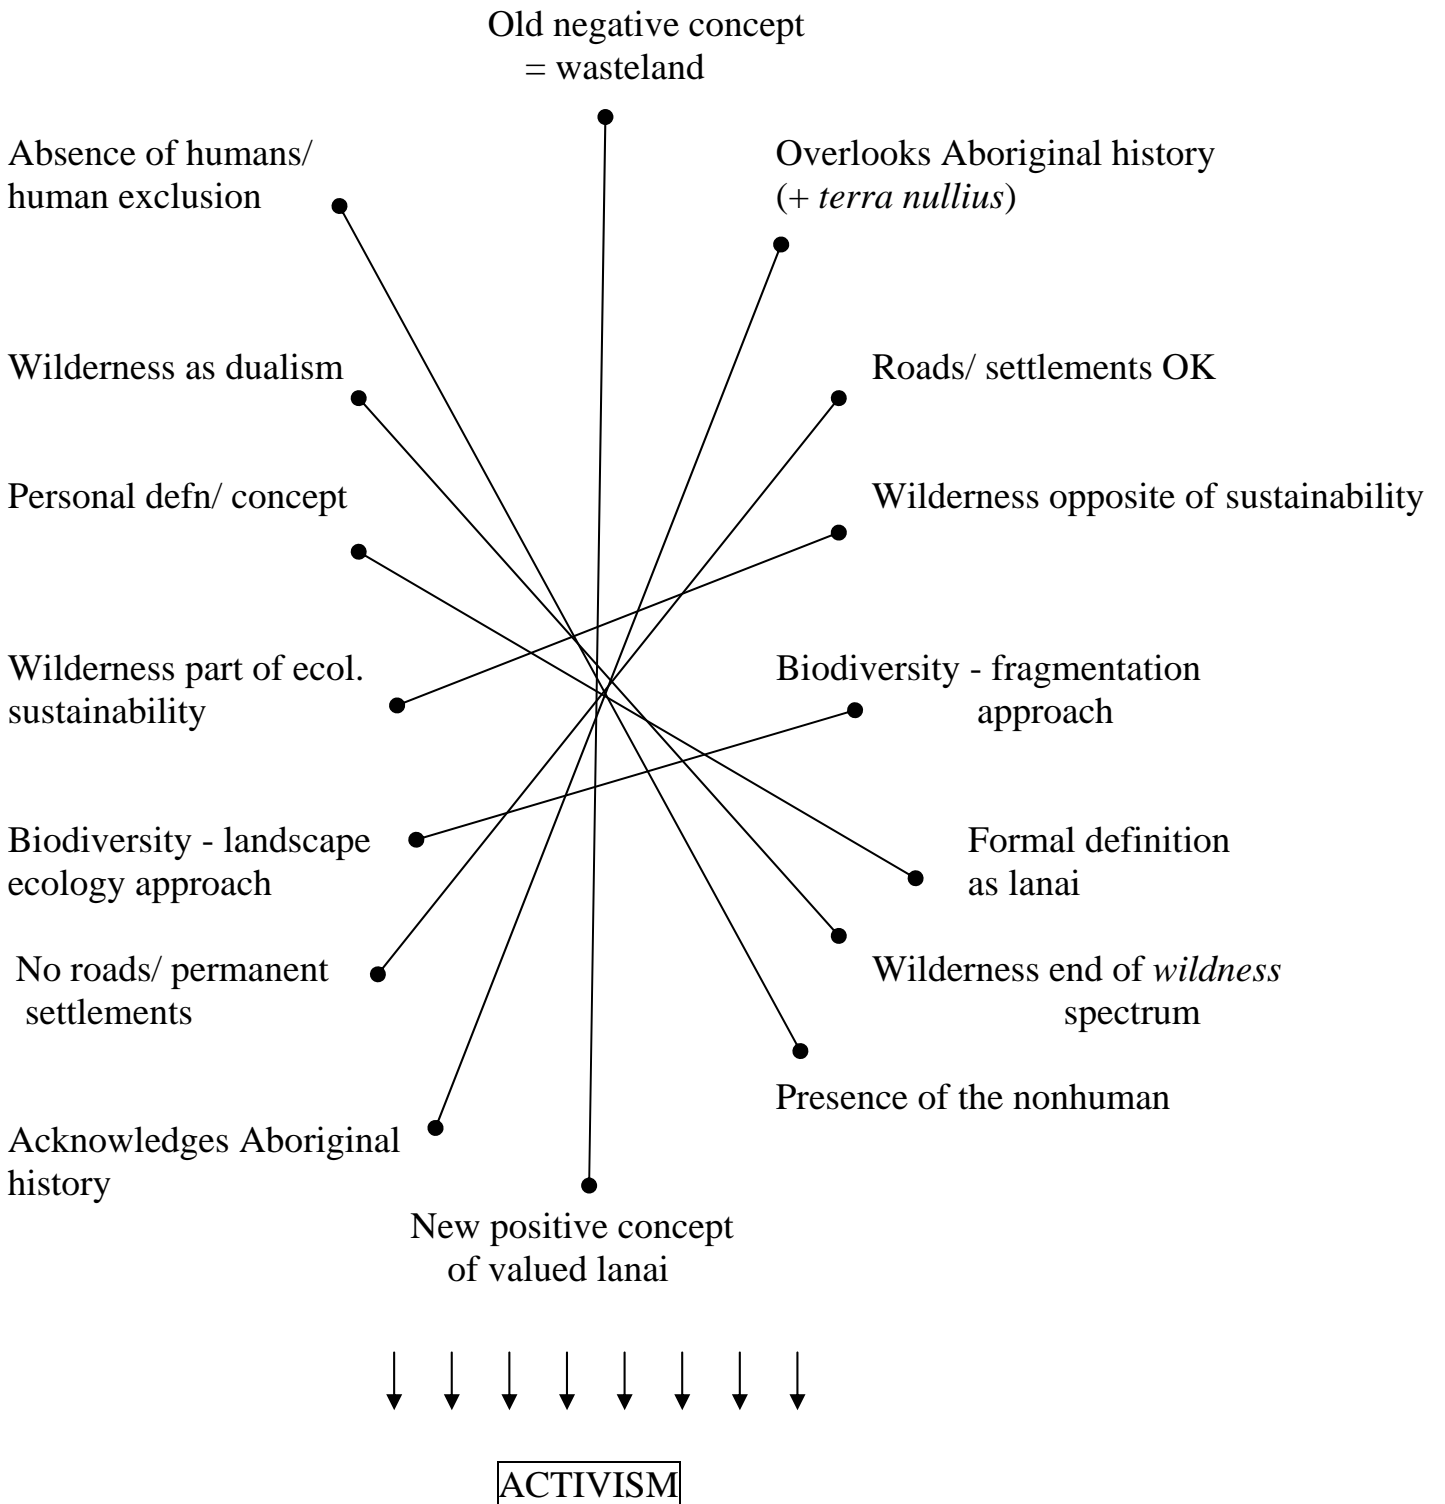 Old negative concept
= wasteland
Absence of humans/
human exclusion
Overlooks Aboriginal history
(+ terra nullius)
Wilderness as dualism
Roads/ settlements OK
Personal defn/ concept
Wilderness opposite of sustainability
Wilderness part of ecol.
sustainability
Biodiversity - fragmentation
approach
Biodiversity - landscape
ecology approach
Formal definition
as lanai
No roads/ permanent
settlements
Wilderness end of wildness
spectrum
Presence of the nonhuman
Acknowledges Aboriginal
history
New positive concept
of valued lanai
ACTIVISM